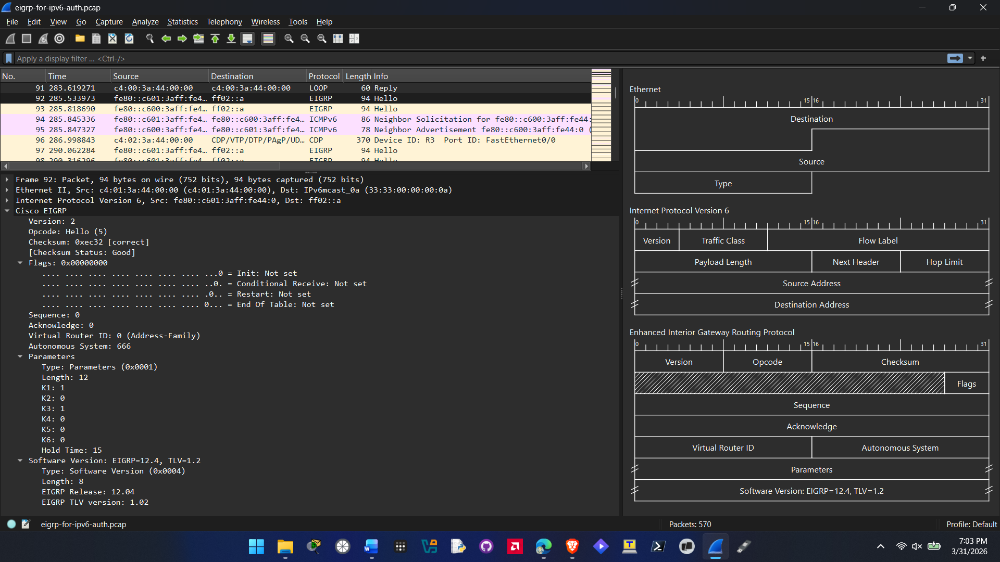 eigrp-for-ipv6-auth.pcap
File Edit View Go Capture Analyze Statistics Telephony Wireless Tools Help
Apply a display filter ... <Ctrl-/>
No. Time Source Destination Protocol Length Info
91 283.619271 c4:00:3a:44:00:00 c4:00:3a:44:00:00 LOOP 60 Reply
92 285.533973 fe80::c601:3aff:fe4… ff02::a EIGRP 94 Hello
93 285.818690 fe80::c600:3aff:fe4… ff02::a EIGRP 94 Hello
94 285.845336 fe80::c601:3aff:fe4… fe80::c600:3aff:fe4… ICMPv6 86 Neighbor Solicitation for fe80::c600:3aff:fe44:
95 285.847327 fe80::c600:3aff:fe4… fe80::c601:3aff:fe4… ICMPv6 78 Neighbor Advertisement fe80::c600:3aff:fe44:0 (
96 286.998843 c4:02:3a:44:00:00 CDP/VTP/DTP/PAgP/UD… CDP 370 Device ID: R3 Port ID: FastEthernet0/0
97 290.062284 fe80::c600:3aff:fe4… ff02::a EIGRP 94 Hello
98 290.316296 fe80::c601:3aff:fe4… ff02::a EIGRP 94 Hello
Frame 92: Packet, 94 bytes on wire (752 bits), 94 bytes captured (752 bits)
Ethernet II, Src: c4:01:3a:44:00:00 (c4:01:3a:44:00:00), Dst: IPv6mcast_0a (33:33:00:00:00:0a)
Internet Protocol Version 6, Src: fe80::c601:3aff:fe44:0, Dst: ff02::a
Cisco EIGRP
Version: 2
Opcode: Hello (5)
Checksum: 0xec32 [correct]
[Checksum Status: Good]
Flags: 0x00000000
.... .... .... .... .... .... .... ...0 = Init: Not set
.... .... .... .... .... .... .... ..0. = Conditional Receive: Not set
.... .... .... .... .... .... .... .0.. = Restart: Not set
.... .... .... .... .... .... .... 0... = End Of Table: Not set
Sequence: 0
Acknowledge: 0
Virtual Router ID: 0 (Address-Family)
Autonomous System: 666
Parameters
Type: Parameters (0x0001)
Length: 12
K1: 1
K2: 0
K3: 1
K4: 0
K5: 0
K6: 0
Hold Time: 15
Software Version: EIGRP=12.4, TLV=1.2
Type: Software Version (0x0004)
Length: 8
EIGRP Release: 12.04
EIGRP TLV version: 1.02
Ethernet
0 15 16 31
Destination
Source
Type
Internet Protocol Version 6
0 15 16 31
Version Traffic Class Flow Label
Payload Length Next Header Hop Limit
Source Address
Destination Address
Enhanced Interior Gateway Routing Protocol
0 15 16 31
Version Opcode Checksum
Flags
Sequence
Acknowledge
Virtual Router ID Autonomous System
Parameters
Software Version: EIGRP=12.4, TLV=1.2
eigrp-for-ipv6-auth.pcap Packets: 570 Profile: Default
7:03 PM
3/31/2026